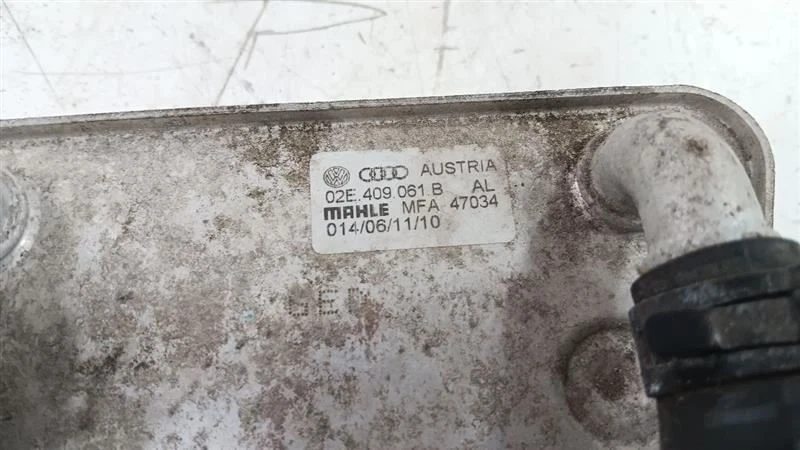 AUSTRIA
02E.409.061.B AL
MAHLE MFA 47034
014/06/11/10